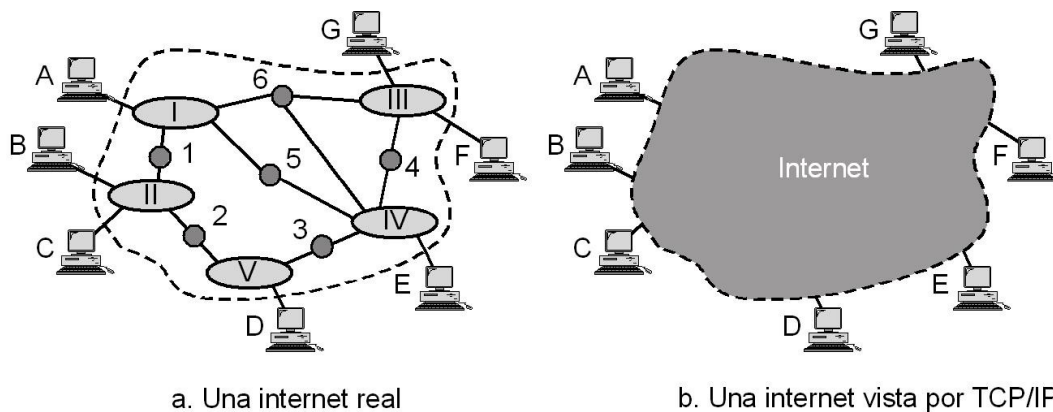 G
A
6
I
III
B
1
5
4
F
II
2
IV
C
3
V
E
D
a. Una internet real
G
A
B
Internet
F
C
E
D
b. Una internet vista por TCP/IP